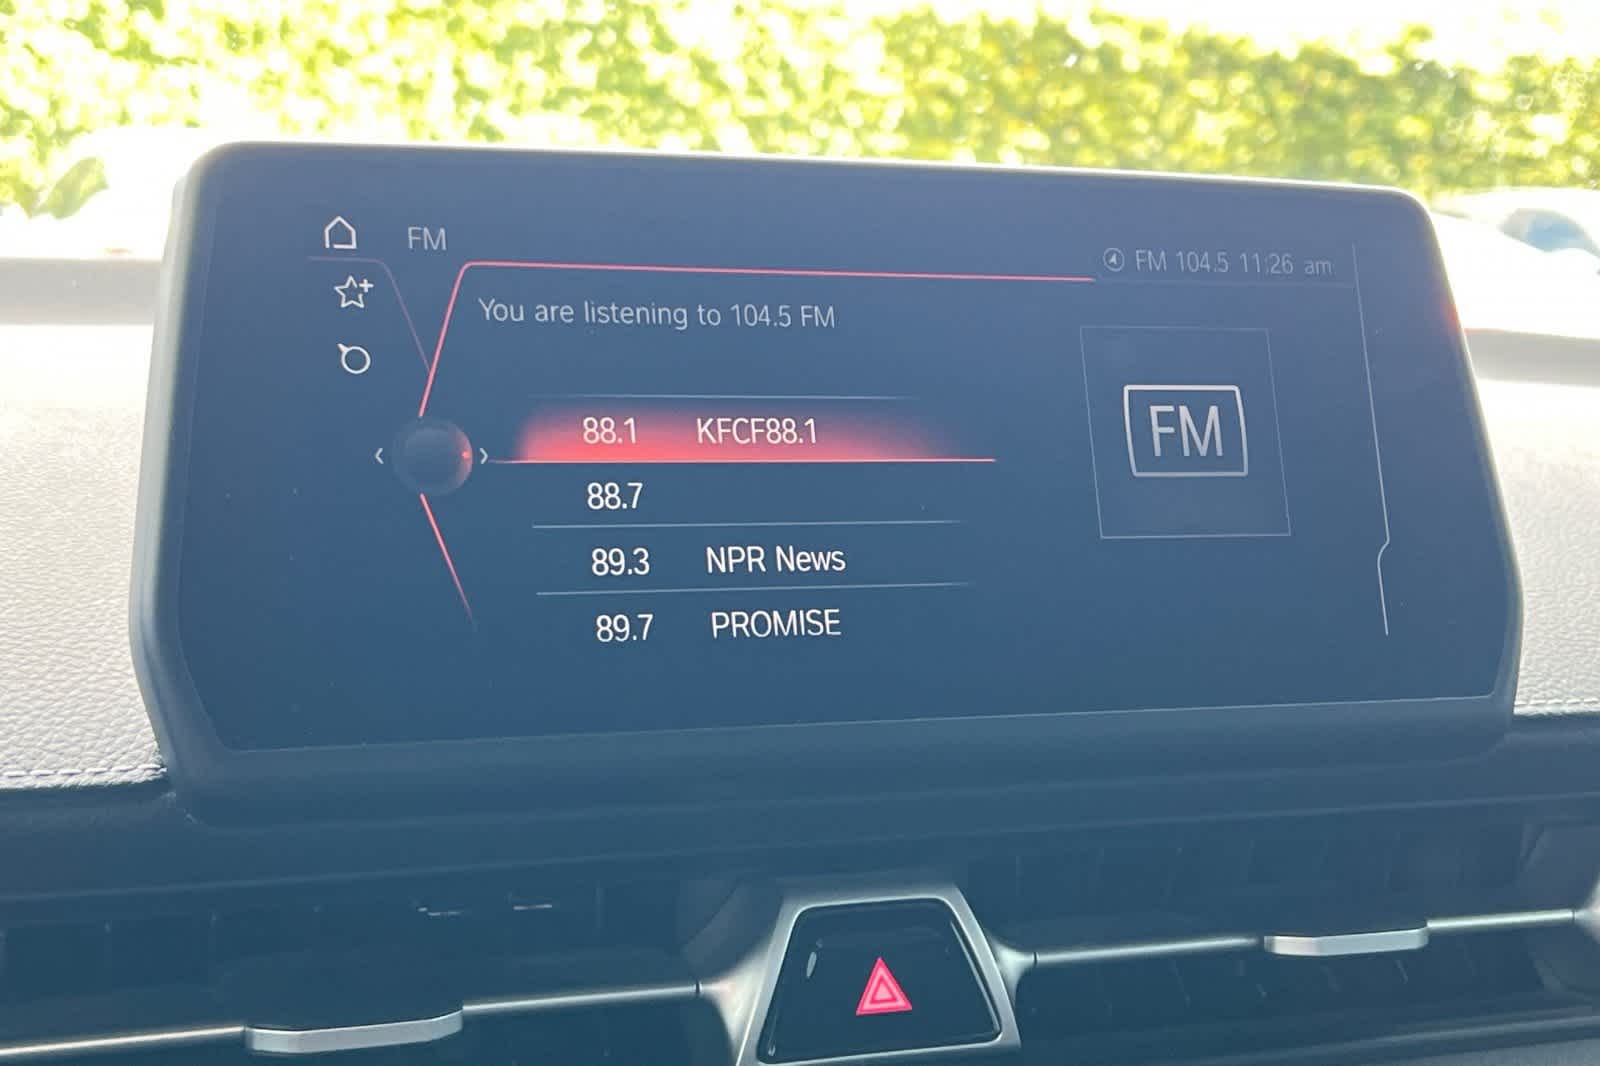 FM
FM 104.5 11:26 am
You are listening to 104.5 FM
88.1 KFCF88.1
FM
88.7
89.3 NPR News
89.7 PROMISE